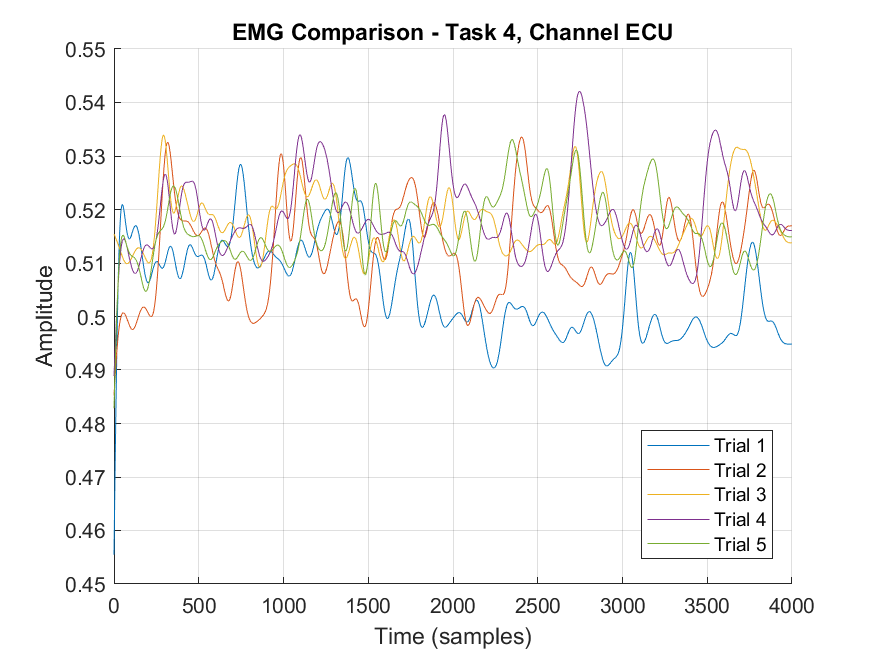 EMG Comparison - Task 4, Channel ECU
0.55
0.54
0.53
0.52
0.51
0.5
0.49
0.48
0.47
0.46
0.45
Amplitude
0 500 1000 1500 2000 2500 3000 3500 4000
Time (samples)
Trial 1
Trial 2
Trial 3
Trial 4
Trial 5